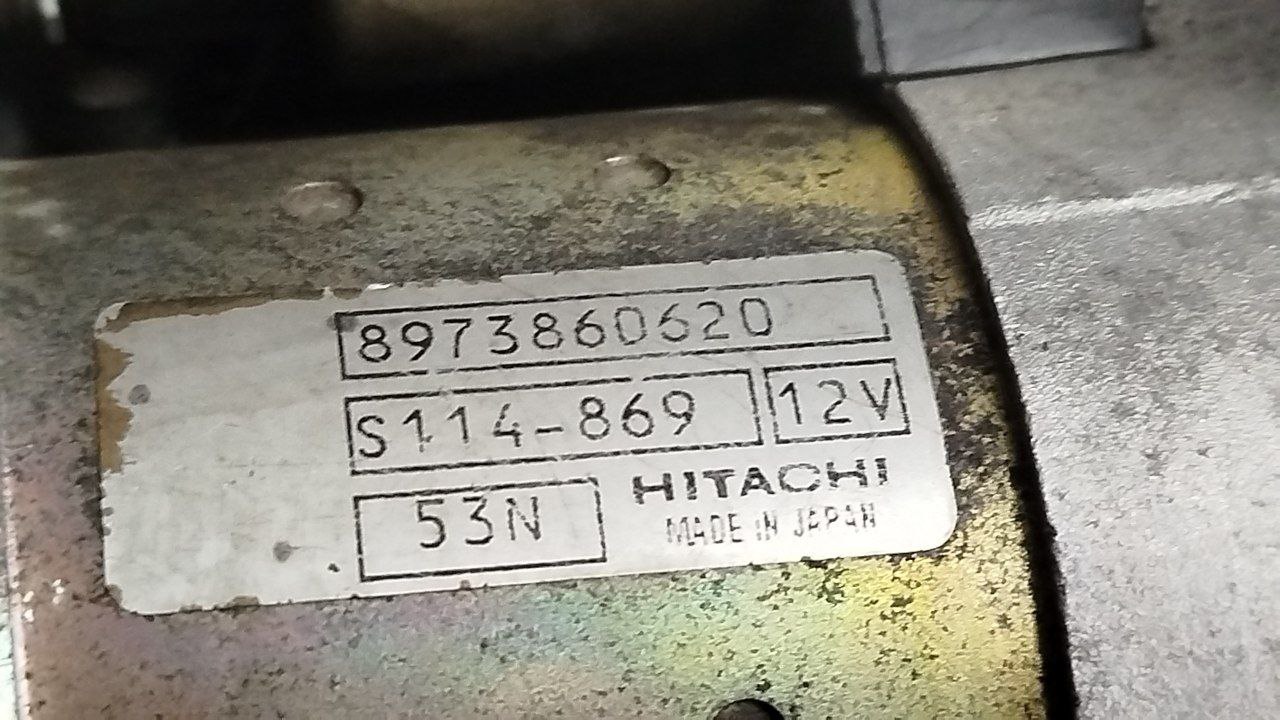 8973860620
S114-869 12V
53N HITACHI
MADE IN JAPAN